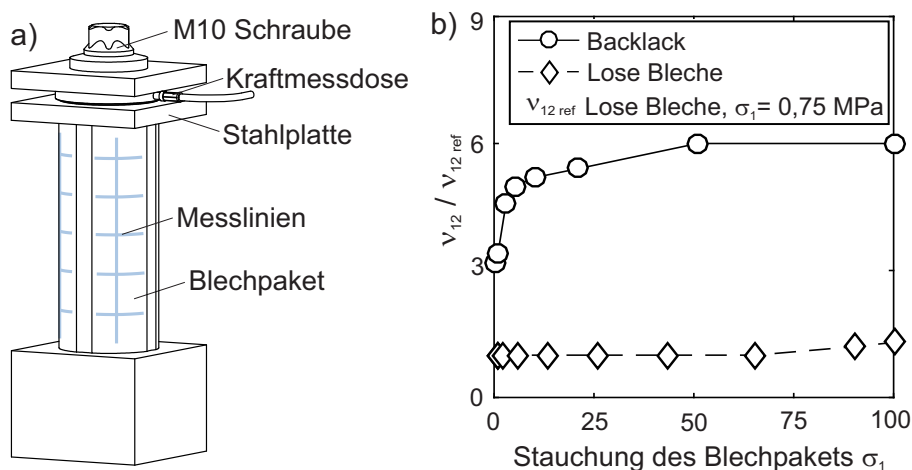 a)
M10 Schraube
Kraftmessdose
Stahlplatte
Messlinien
Blechpaket
b)
9
6
3
0
ν12 / ν12 ref
Backlack
Lose Bleche
ν12 ref Lose Bleche, σ1= 0,75 MPa
0
25
50
75
100
Stauchung des Blechpakets σ1